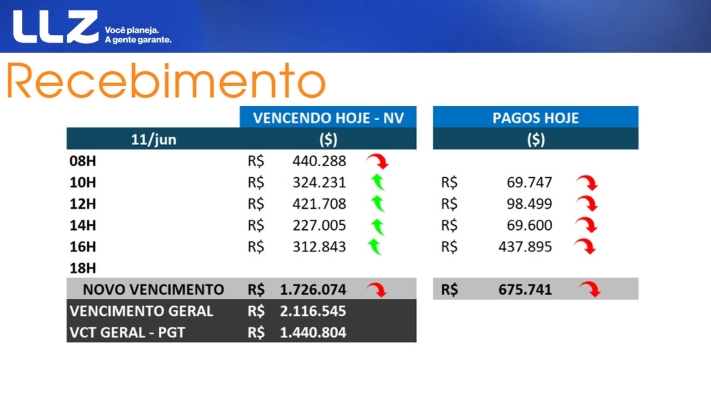 LLZ Você planeja.
A gente garante.
Recebimento
VENCENDO HOJE - NV PAGOS HOJE
11/jun ($) ($)
08H R$ 440.288
10H R$ 324.231 R$ 69.747
12H R$ 421.708 R$ 98.499
14H R$ 227.005 R$ 69.600
16H R$ 312.843 R$ 437.895
18H
NOVO VENCIMENTO R$ 1.726.074 R$ 675.741
VENCIMENTO GERAL R$ 2.116.545
VCT GERAL - PGT R$ 1.440.804